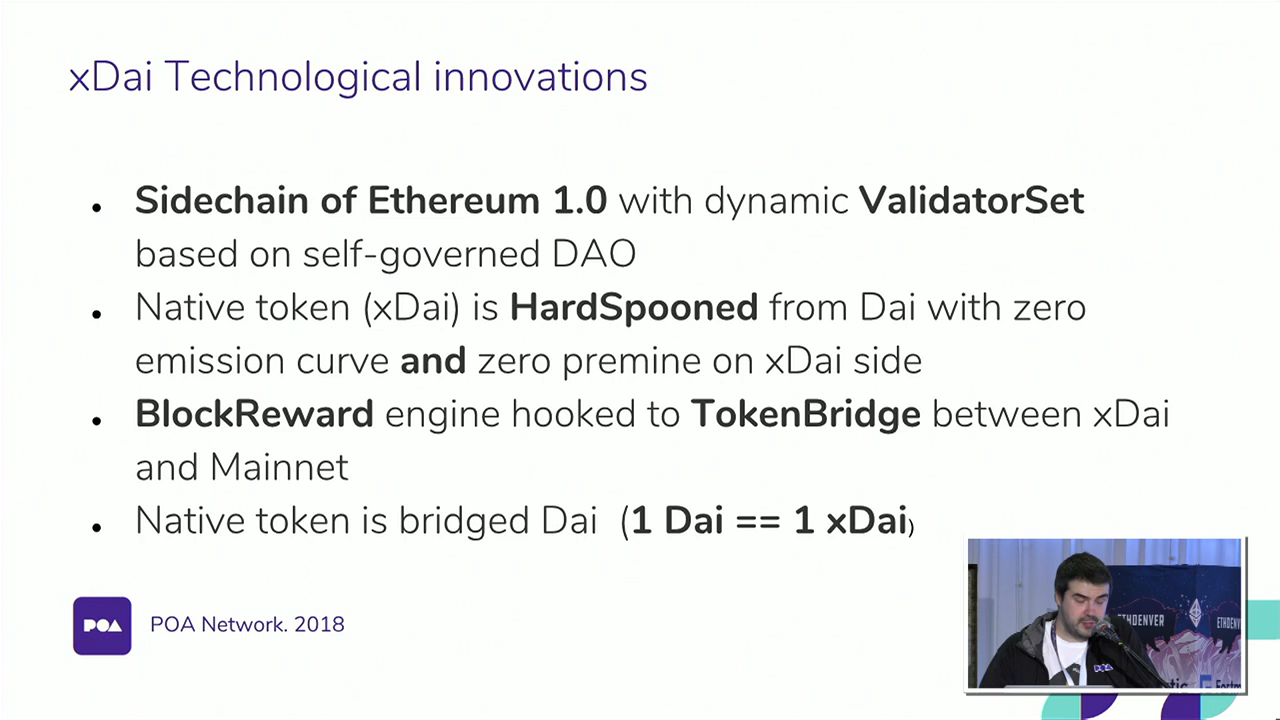 xDai Technological innovations
• Sidechain of Ethereum 1.0 with dynamic ValidatorSet
based on self-governed DAO
• Native token (xDai) is HardSpooned from Dai with zero
emission curve and zero premine on xDai side
• BlockReward engine hooked to TokenBridge between xDai
and Mainnet
• Native token is bridged Dai (1 Dai == 1 xDai)
POA
POA Network. 2018
ETHDENVER
POA